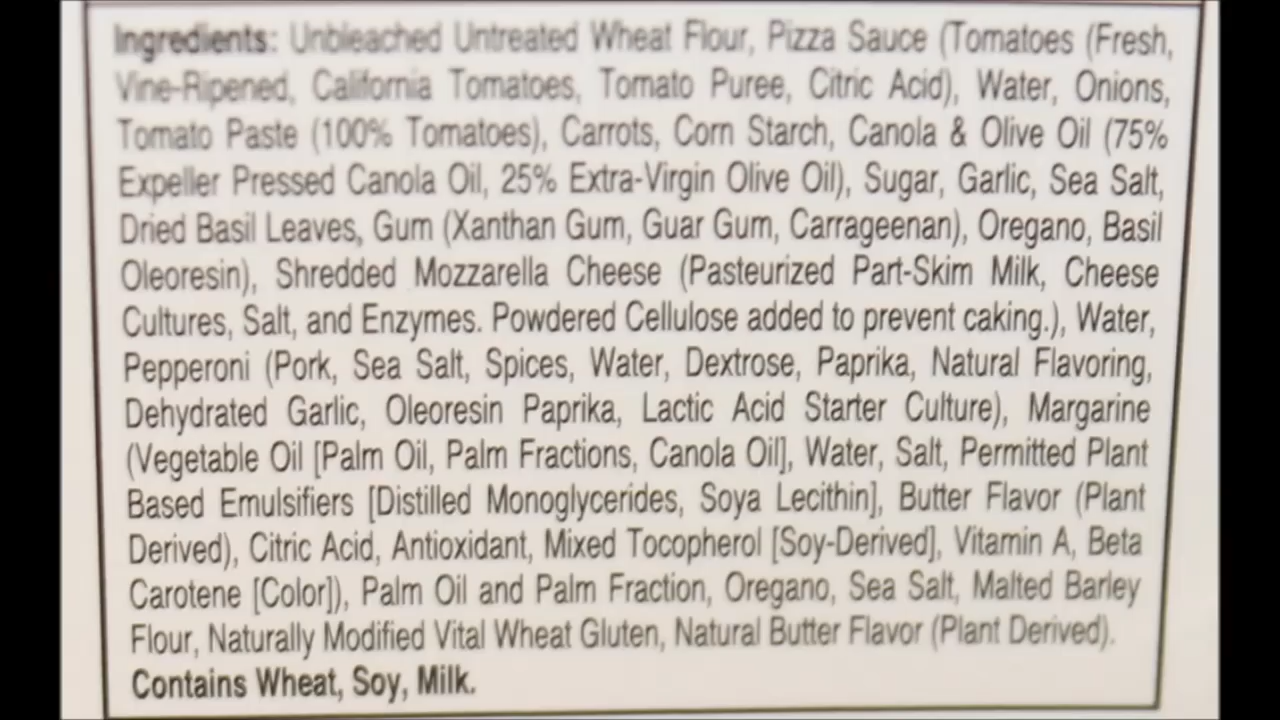 Ingredients: Unbleached Untreated Wheat Flour, Pizza Sauce (Tomatoes (Fresh,
Vine-Ripened, California Tomatoes, Tomato Puree, Citric Acid), Water, Onions,
Tomato Paste (100% Tomatoes), Carrots, Corn Starch, Canola & Olive Oil (75%
Expeller Pressed Canola Oil, 25% Extra-Virgin Olive Oil), Sugar, Garlic, Sea Salt,
Dried Basil Leaves, Gum (Xanthan Gum, Guar Gum, Carrageenan), Oregano, Basil
Oleoresin), Shredded Mozzarella Cheese (Pasteurized Part-Skim Milk, Cheese
Cultures, Salt, and Enzymes. Powdered Cellulose added to prevent caking.), Water,
Pepperoni (Pork, Sea Salt, Spices, Water, Dextrose, Paprika, Natural Flavoring,
Dehydrated Garlic, Oleoresin Paprika, Lactic Acid Starter Culture), Margarine
(Vegetable Oil [Palm Oil, Palm Fractions, Canola Oil], Water, Salt, Permitted Plant
Based Emulsifiers [Distilled Monoglycerides, Soya Lecithin], Butter Flavor (Plant
Derived), Citric Acid, Antioxidant, Mixed Tocopherol [Soy-Derived], Vitamin A, Beta
Carotene [Color]), Palm Oil and Palm Fraction, Oregano, Sea Salt, Malted Barley
Flour, Naturally Modified Vital Wheat Gluten, Natural Butter Flavor (Plant Derived).
Contains Wheat, Soy, Milk.